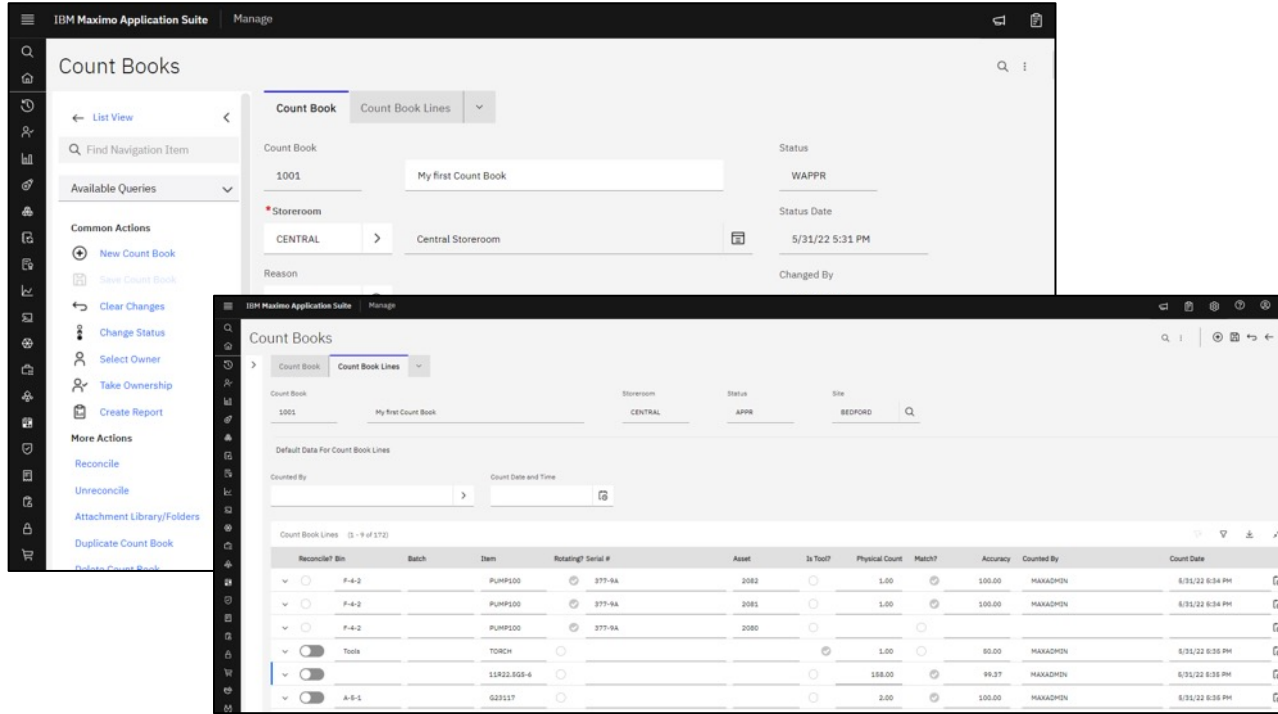 IBM Maximo Application Suite Manage
Count Books
List View
Find Navigation Item
Available Queries
Common Actions
New Count Book
Save Count Book
Clear Changes
Change Status
Select Owner
Take Ownership
Create Report
More Actions
Reconcile
Unreconcile
Attachment Library/Folders
Duplicate Count Book
Delete Count Book
Count Book Count Book Lines
Count Book Status
1001 My first Count Book WAPPR
*Storeroom Status Date
CENTRAL Central Storeroom 5/31/22 5:31 PM
Reason Changed By
IBM Maximo Application Suite Manage
Count Books
Count Book Count Book Lines
Count Book Storeroom Status Site
1001 My first Count Book CENTRAL APPR BEDFORD
Default Data For Count Book Lines
Counted By Count Date and Time
Count Book Lines (1 - 9 of 172)
Reconcile? Bin Batch Item Rotating? Serial # Asset Is Tool? Physical Count Match? Accuracy Counted By Count Date
F-4-2 PUMP100 377-9A 2082 1.00 100.00 MAXADMIN 5/31/22 5:34 PM
F-4-2 PUMP100 377-9A 2081 1.00 100.00 MAXADMIN 5/31/22 5:34 PM
F-4-2 PUMP100 377-9A 2080
Tools TORCH 1.00 50.00 MAXADMIN 5/31/22 5:35 PM
11R22.5G5-6 158.00 99.37 MAXADMIN 5/31/22 5:35 PM
A-5-1 G23117 2.00 100.00 MAXADMIN 5/31/22 5:35 PM